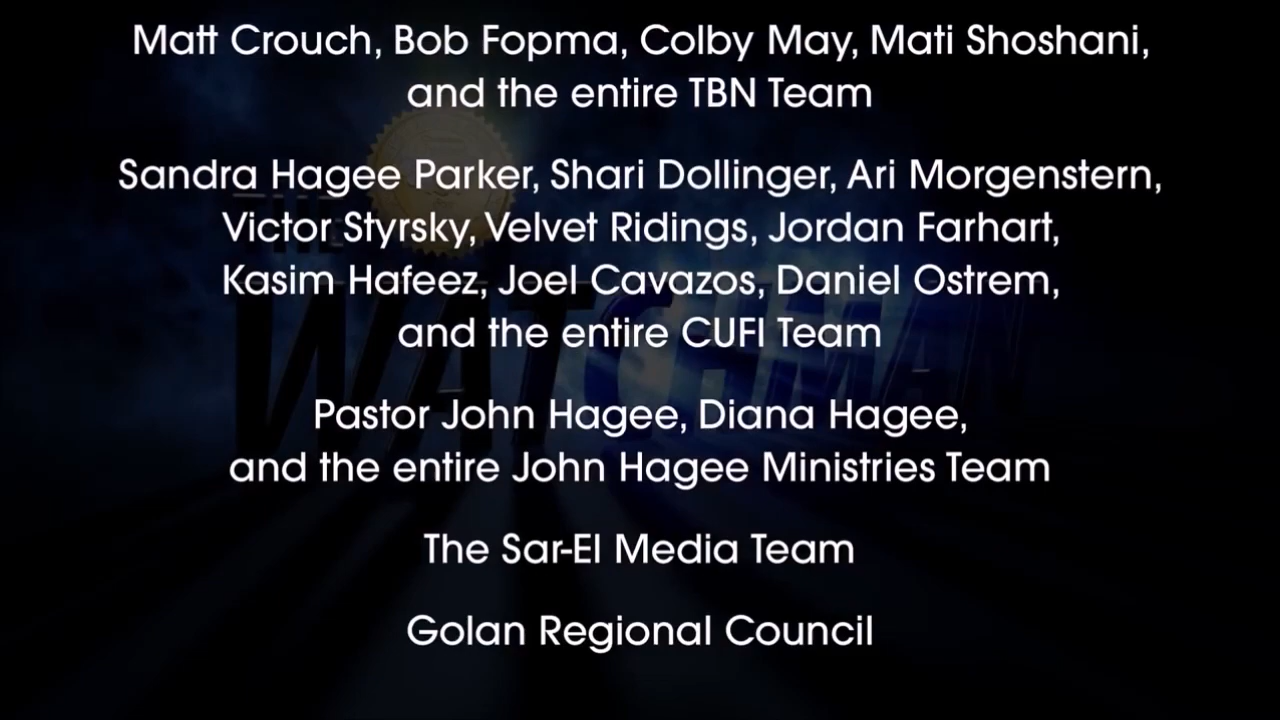 Matt Crouch, Bob Fopma, Colby May, Mati Shoshani,
and the entire TBN Team
Sandra Hagee Parker, Shari Dollinger, Ari Morgenstern,
Victor Styrsky, Velvet Ridings, Jordan Farhart,
Kasim Hafeez, Joel Cavazos, Daniel Ostrem,
and the entire CUFI Team
Pastor John Hagee, Diana Hagee,
and the entire John Hagee Ministries Team
The Sar-El Media Team
Golan Regional Council
THE
WATCHMAN